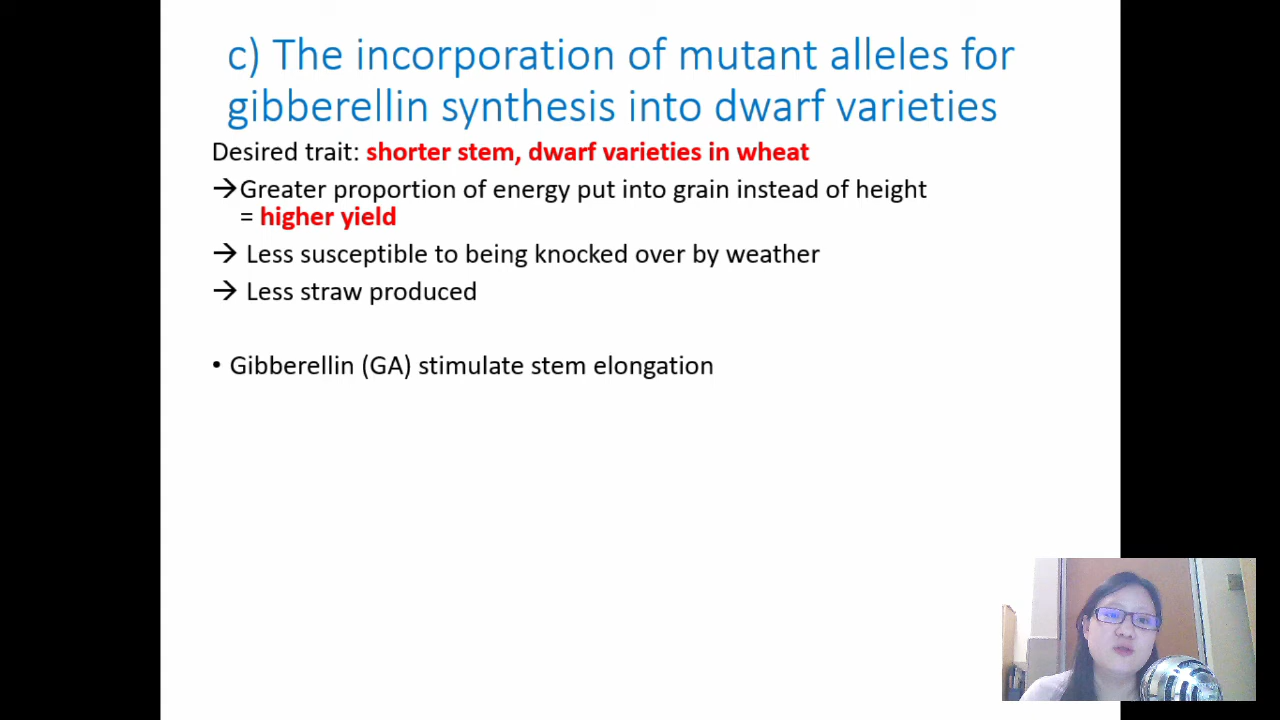 c) The incorporation of mutant alleles for
gibberellin synthesis into dwarf varieties
Desired trait: shorter stem, dwarf varieties in wheat
→Greater proportion of energy put into grain instead of height
= higher yield
→ Less susceptible to being knocked over by weather
→ Less straw produced
• Gibberellin (GA) stimulate stem elongation